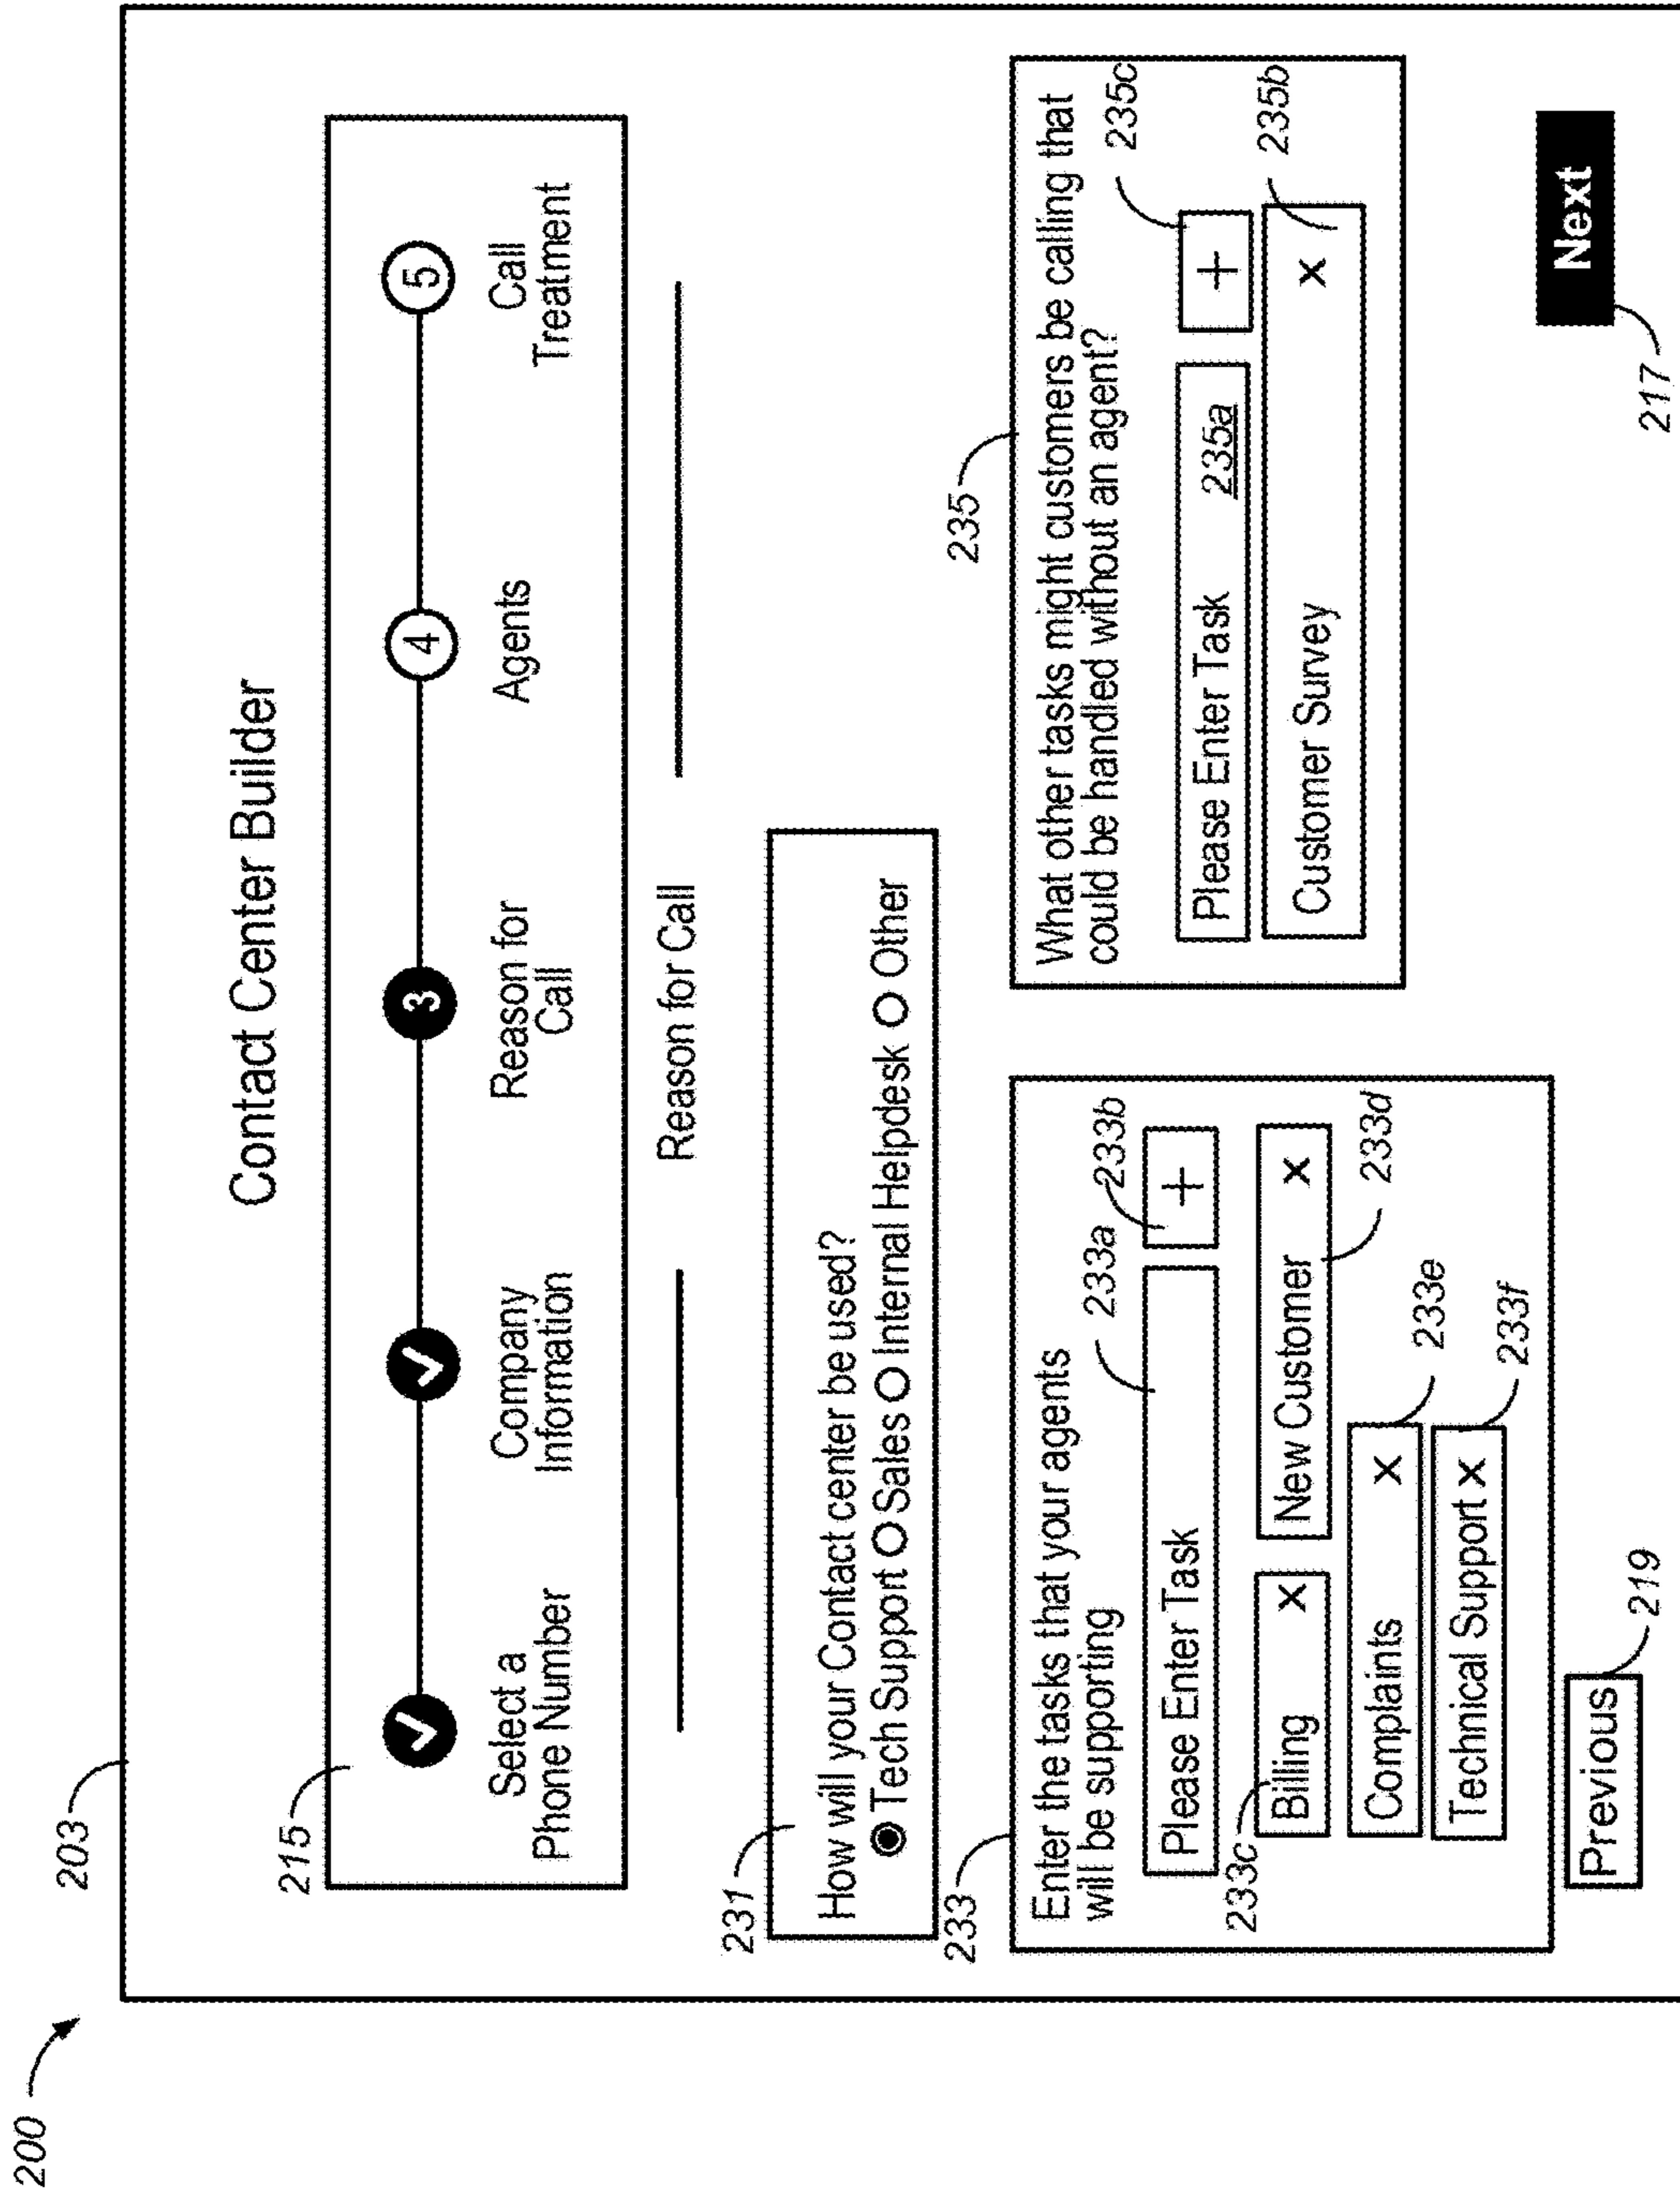 200
203
Contact Center Builder
215
3
4
5
Select a
Phone Number
Company
Information
Reason for
Call
Agents
Call
Treatment
Reason for Call
231
How will your Contact center be used?
Tech Support Sales Internal Helpdesk Other
233
Enter the tasks that your agents
will be supporting
233a
233b
Please Enter Task +
233c
Billing X
New Customer X
233d
Complaints X
233e
Technical Support X
233f
235
What other tasks might customers be calling that
could be handled without an agent?
235c
Please Enter Task 235a +
Customer Survey X
235b
Previous
219
Next
217